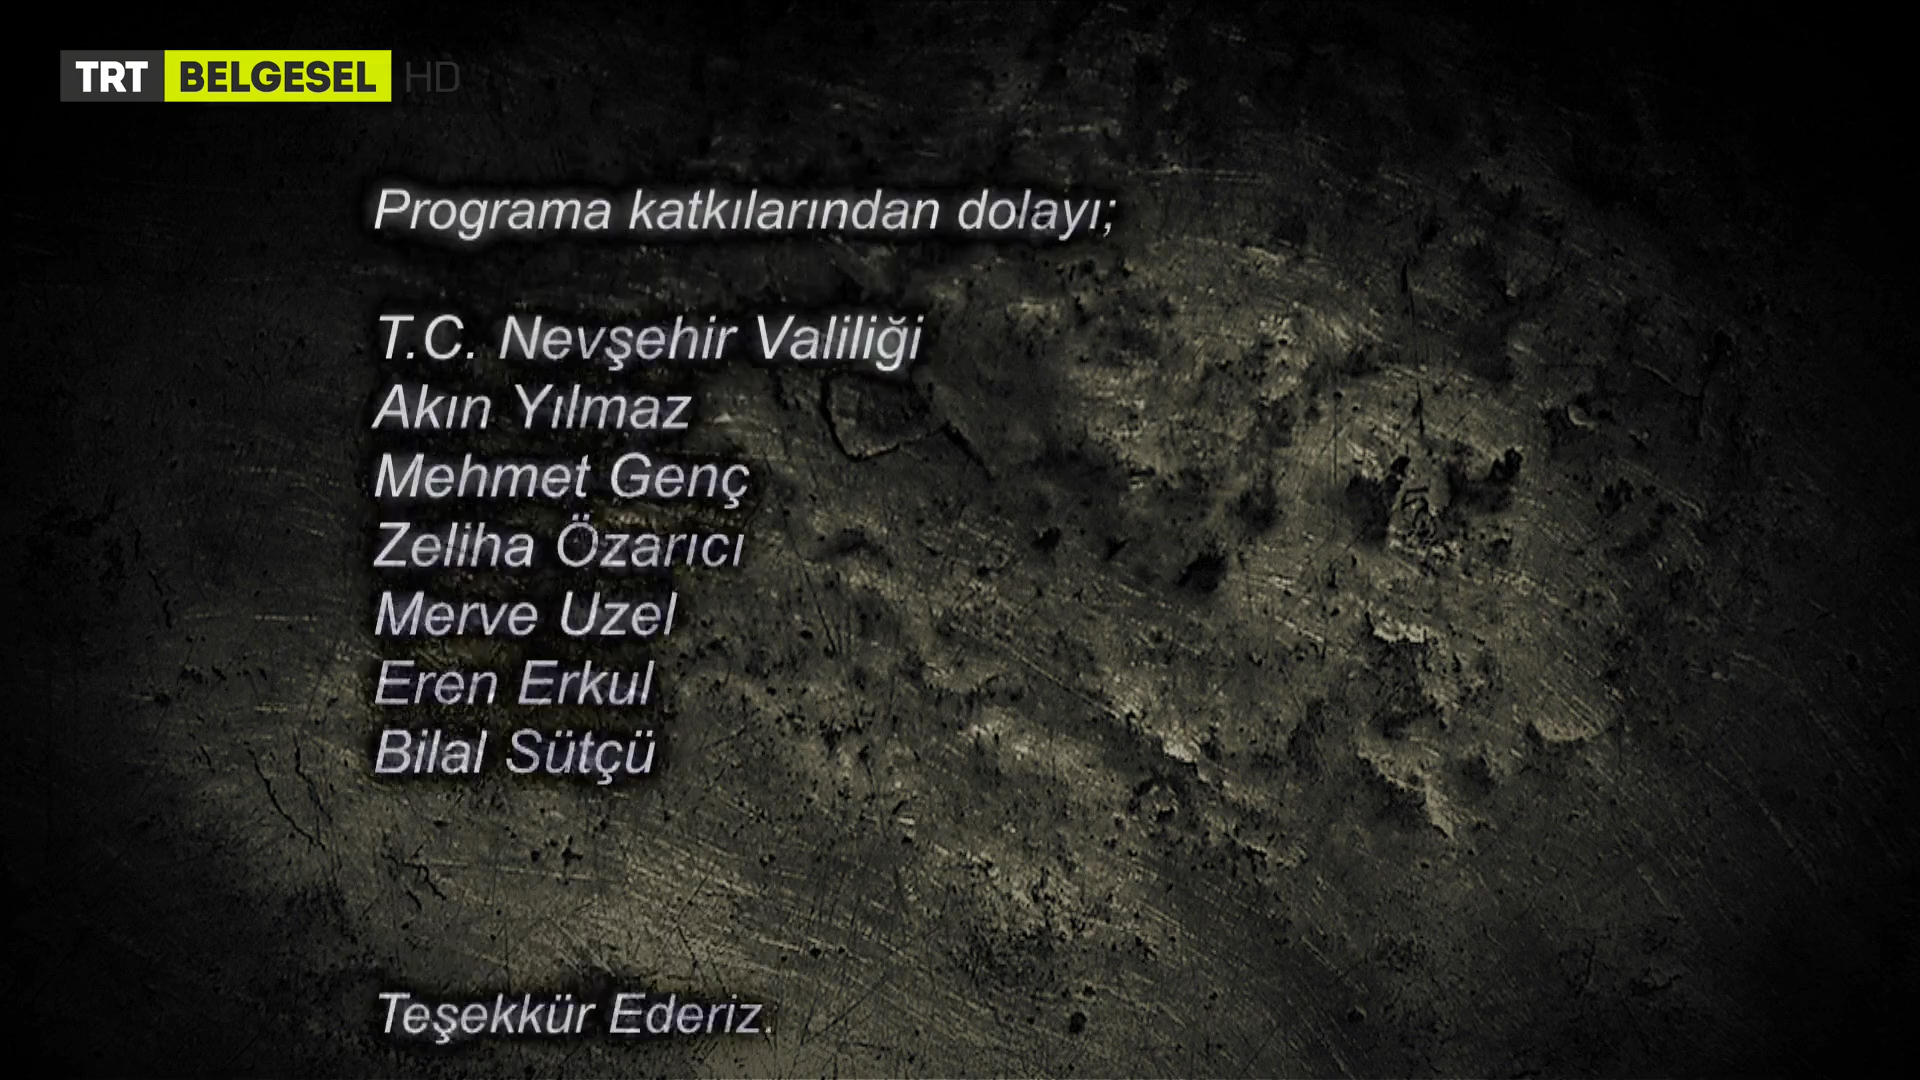 TRT BELGESEL HD
Programa katkılarından dolayı;
T.C. Nevşehir Valiliği
Akın Yılmaz
Mehmet Genç
Zeliha Özarıcı
Merve Uzel
Eren Erkul
Bilal Sütçü
Teşekkür Ederiz.